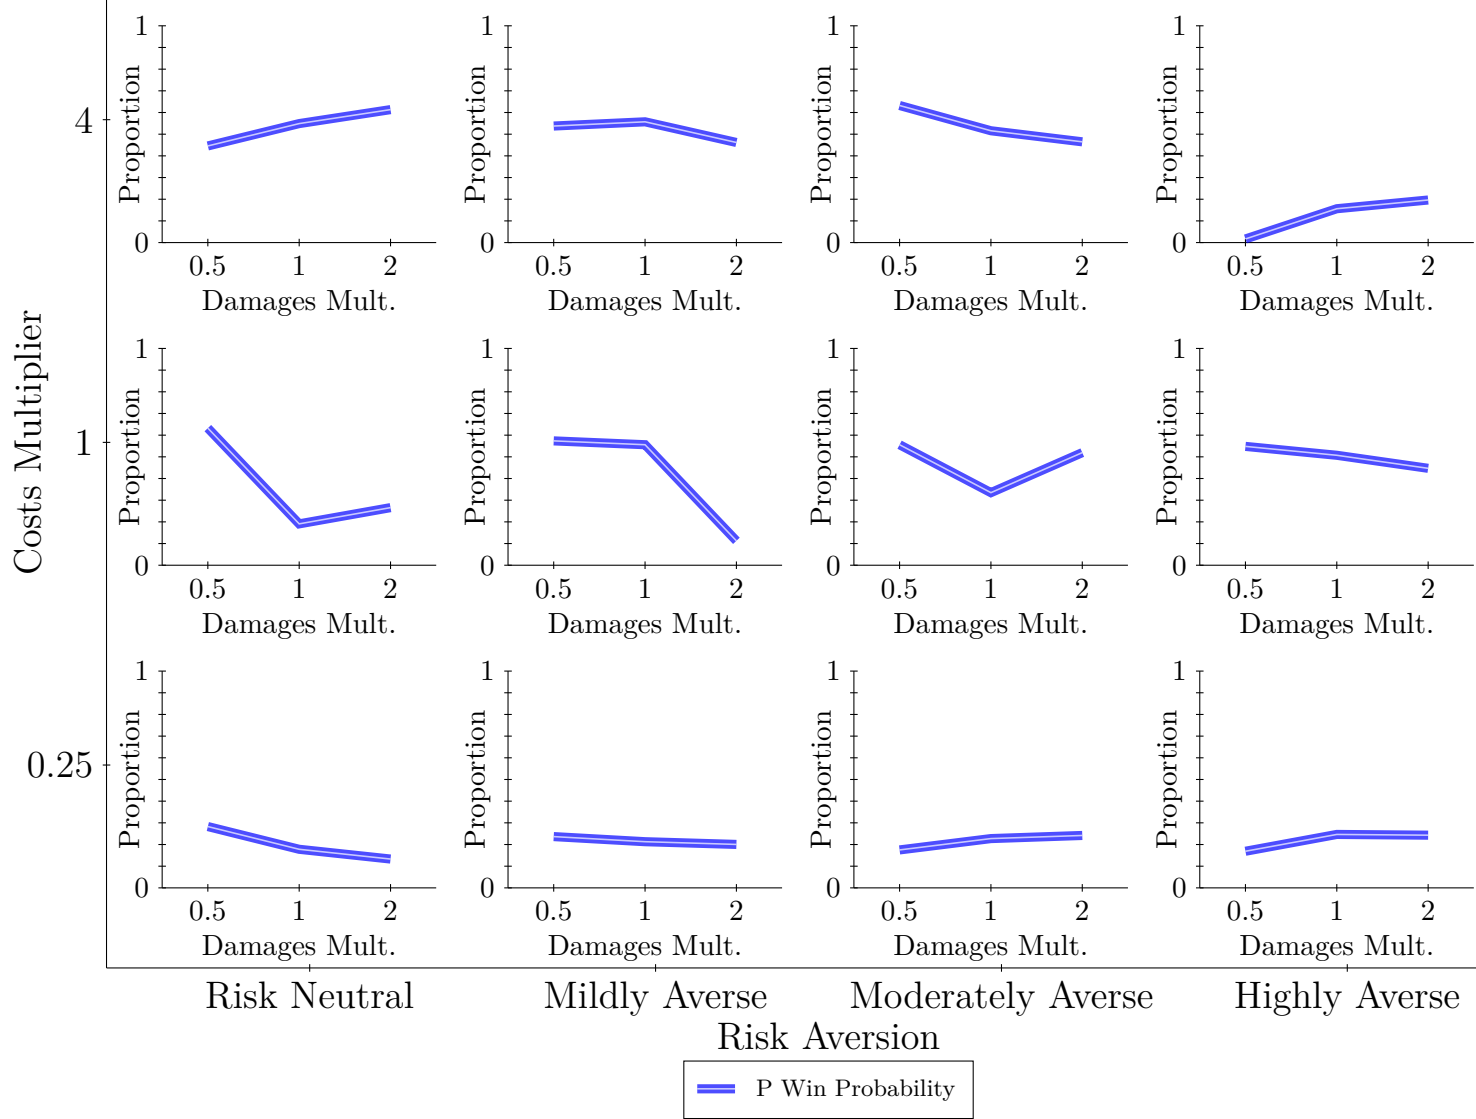 Costs Multiplier
4
1
Proportion
0
0.5 1 2
Damages Mult.
1
Proportion
0
0.5 1 2
Damages Mult.
1
Proportion
0
0.5 1 2
Damages Mult.
1
Proportion
0
0.5 1 2
Damages Mult.
1
1
Proportion
0
0.5 1 2
Damages Mult.
1
Proportion
0
0.5 1 2
Damages Mult.
1
Proportion
0
0.5 1 2
Damages Mult.
1
Proportion
0
0.5 1 2
Damages Mult.
0.25
1
Proportion
0
0.5 1 2
Damages Mult.
1
Proportion
0
0.5 1 2
Damages Mult.
1
Proportion
0
0.5 1 2
Damages Mult.
1
Proportion
0
0.5 1 2
Damages Mult.
Risk Neutral Mildly Averse Moderately Averse Highly Averse
Risk Aversion
P Win Probability